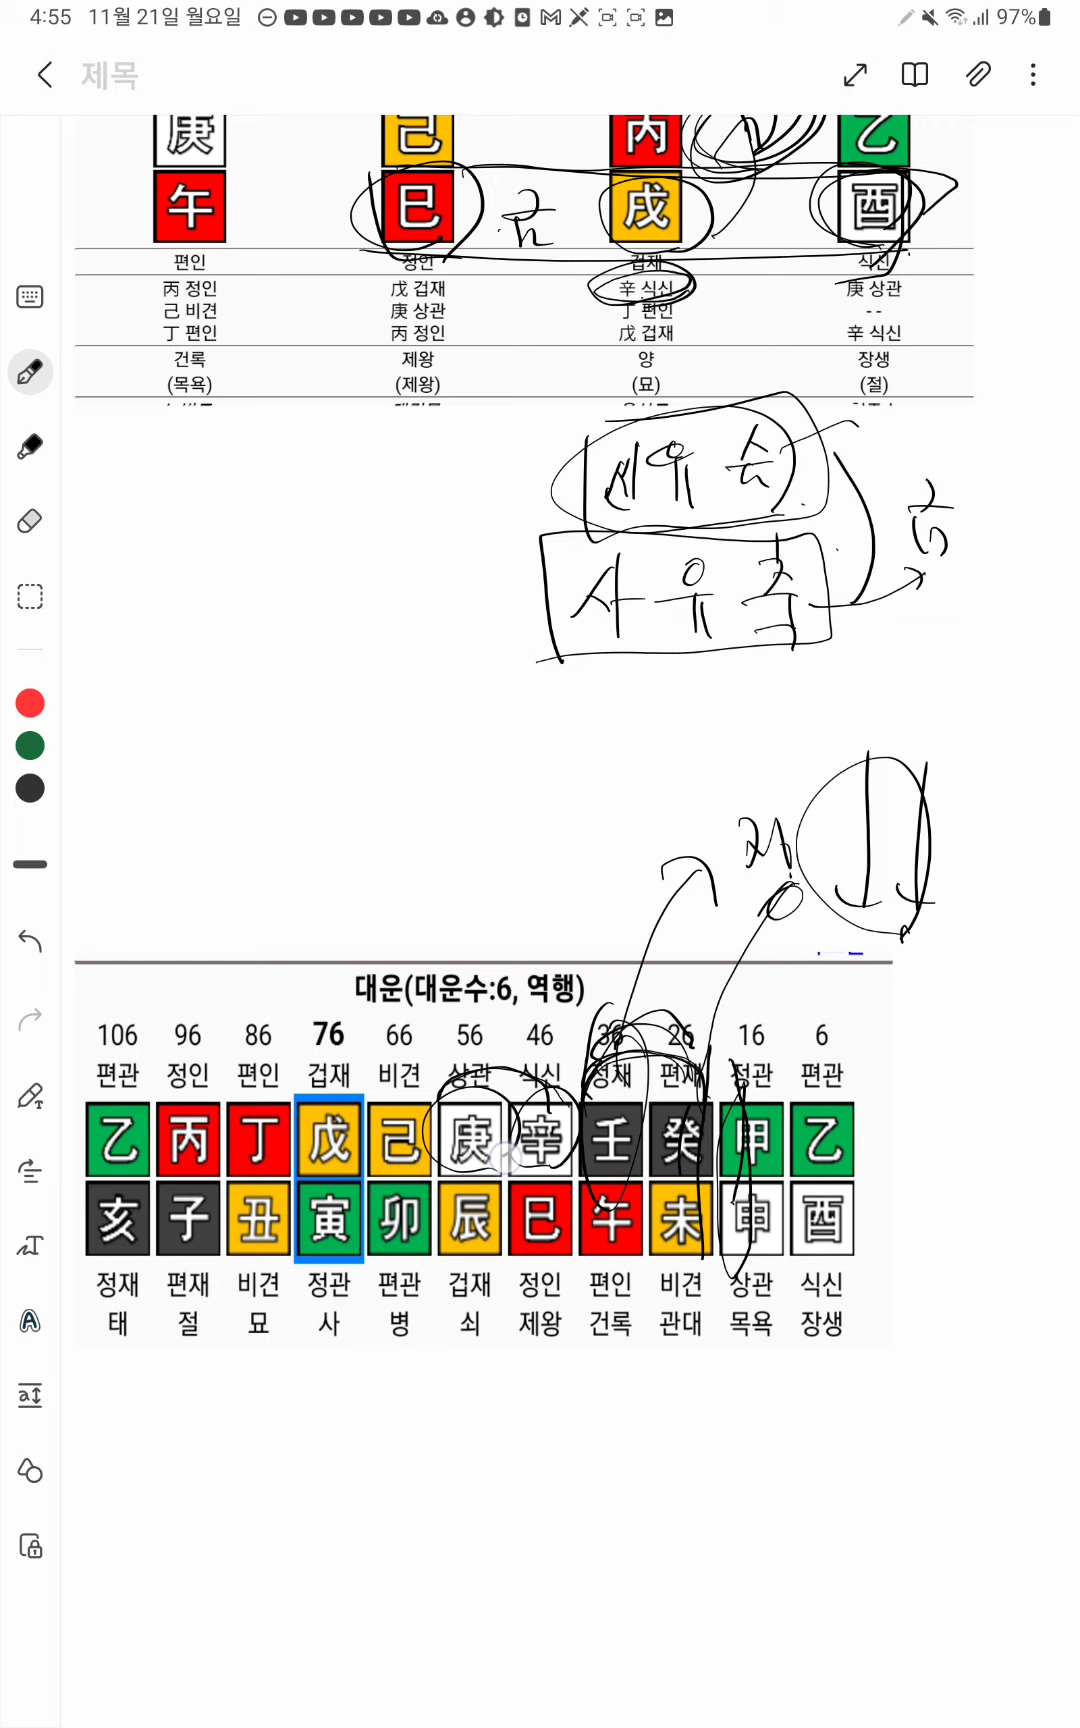 4:55 11월 21일 월요일 97%
제목
庚 己 丙 乙
午 巳 戌 酉
금
편인 정인 겁재 식신
丙 정인 戊 겁재 辛 식신 庚 상관
己 비견 庚 상관 丁 편인 - -
丁 편인 丙 정인 戊 겁재 辛 식신
건록 제왕 양 장생
(목욕) (제왕) (묘) (절)
사유축
대운(대운수:6, 역행)
106 96 86 76 66 56 46 36 26 16 6
편관 정인 편인 겁재 비견 상관 식신 정재 편재 정관 편관
乙 丙 丁 戊 己 庚 辛 壬 癸 甲 乙
亥 子 丑 寅 卯 辰 巳 午 未 申 酉
정재 편재 비견 정관 편관 겁재 정인 편인 비견 상관 식신
태 절 묘 사 병 쇠 제왕 건록 관대 목욕 장생